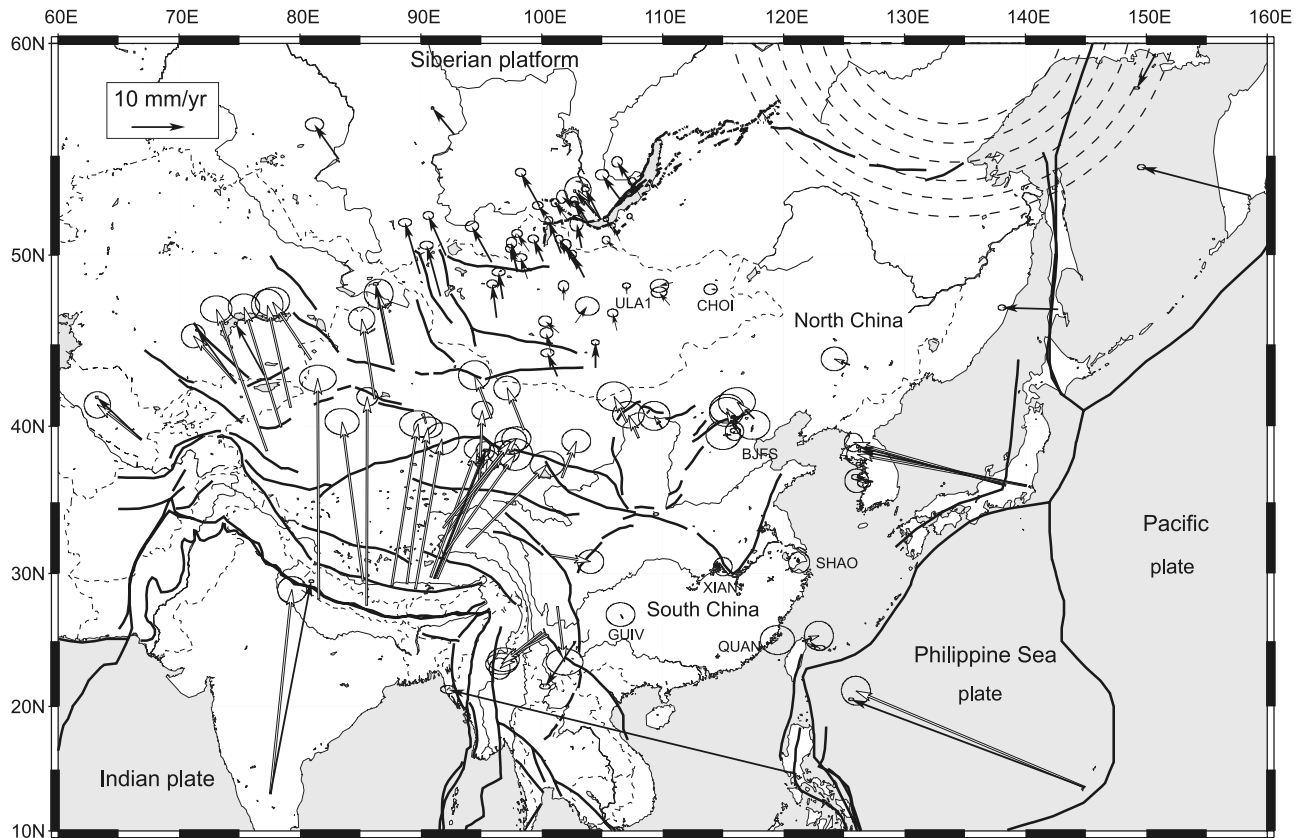 60E 70E 80E 90E 100E 110E 120E 130E 140E 150E 160E
60N
Siberian platform
10 mm/yr
50N
ULA1
CHOI
North China
40N
BJFS
Pacific
plate
SHAO
30N
XIAN
South China
GUIV
QUAN
Philippine Sea
plate
20N
Indian plate
10N